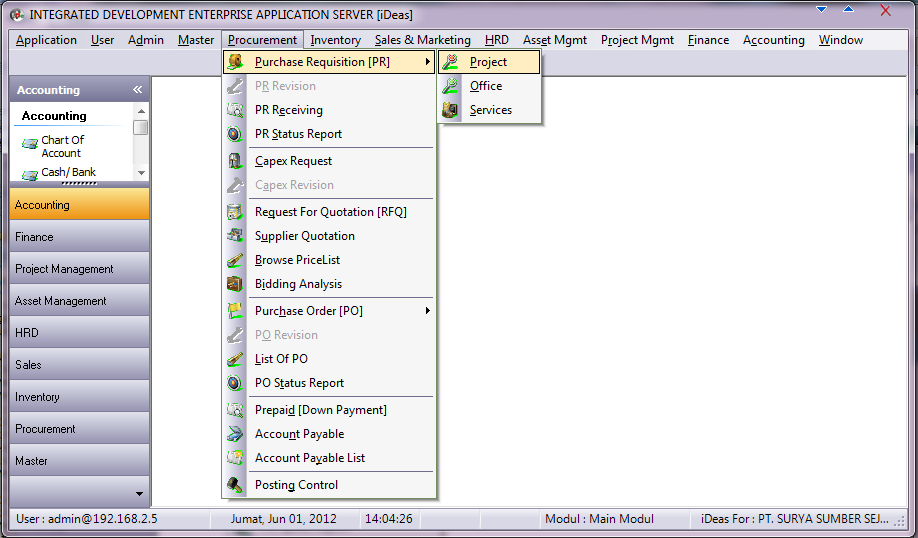 INTEGRATED DEVELOPMENT ENTERPRISE APPLICATION SERVER [iDeas]
Application User Admin Master Procurement Inventory Sales & Marketing HRD Asset Mgmt Project Mgmt Finance Accounting Window
Accounting «
Accounting
Chart Of
Account
Cash/ Bank
Accounting
Finance
Project Management
Asset Management
HRD
Sales
Inventory
Procurement
Master
Purchase Requisition [PR]
PR Revision
PR Receiving
PR Status Report
Capex Request
Capex Revision
Request For Quotation [RFQ]
Supplier Quotation
Browse PriceList
Bidding Analysis
Purchase Order [PO]
PO Revision
List Of PO
PO Status Report
Prepaid [Down Payment]
Account Payable
Account Payable List
Posting Control
Project
Office
Services
User : admin@192.168.2.5 Jumat, Jun 01, 2012 14:04:26 Modul : Main Modul iDeas For : PT. SURYA SUMBER SEJ...